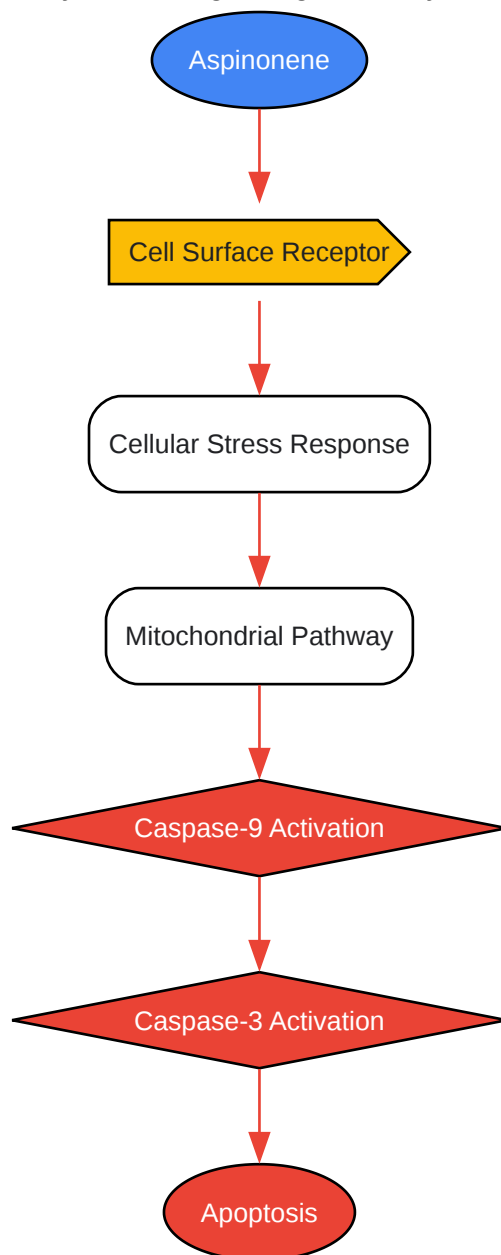 Aspinonene
Cell Surface Receptor
Cellular Stress Response
Mitochondrial Pathway
Caspase-9 Activation
Caspase-3 Activation
Apoptosis